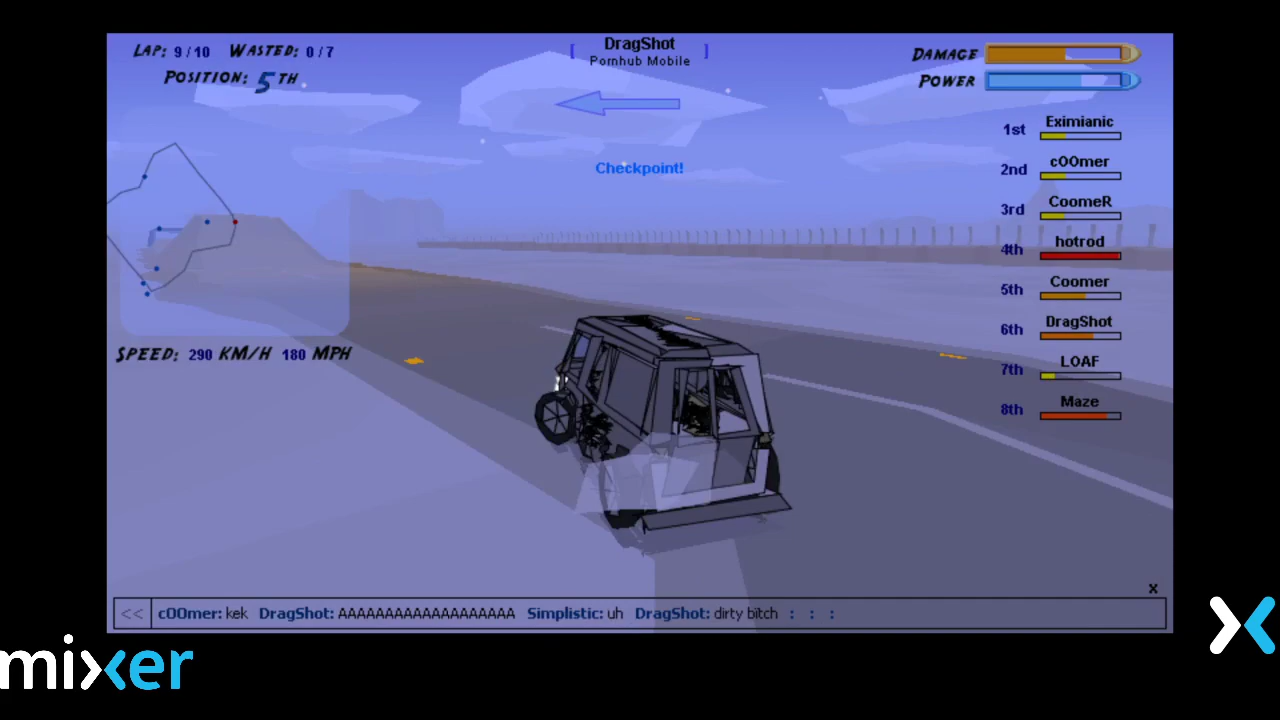 LAP: 9/10 WASTED: 0/7
POSITION: 5TH
[ DragShot ]
Pornhub Mobile
DAMAGE
POWER
Checkpoint!
1st Eximianic
2nd cOOmer
3rd CoomeR
4th hotrod
5th Coomer
6th DragShot
7th LOAF
8th Maze
SPEED: 290 KM/H 180 MPH
x
<< cOOmer: kek DragShot: AAAAAAAAAAAAAAAAAAA Simplistic: uh DragShot: dirty bitch : : :
mixer